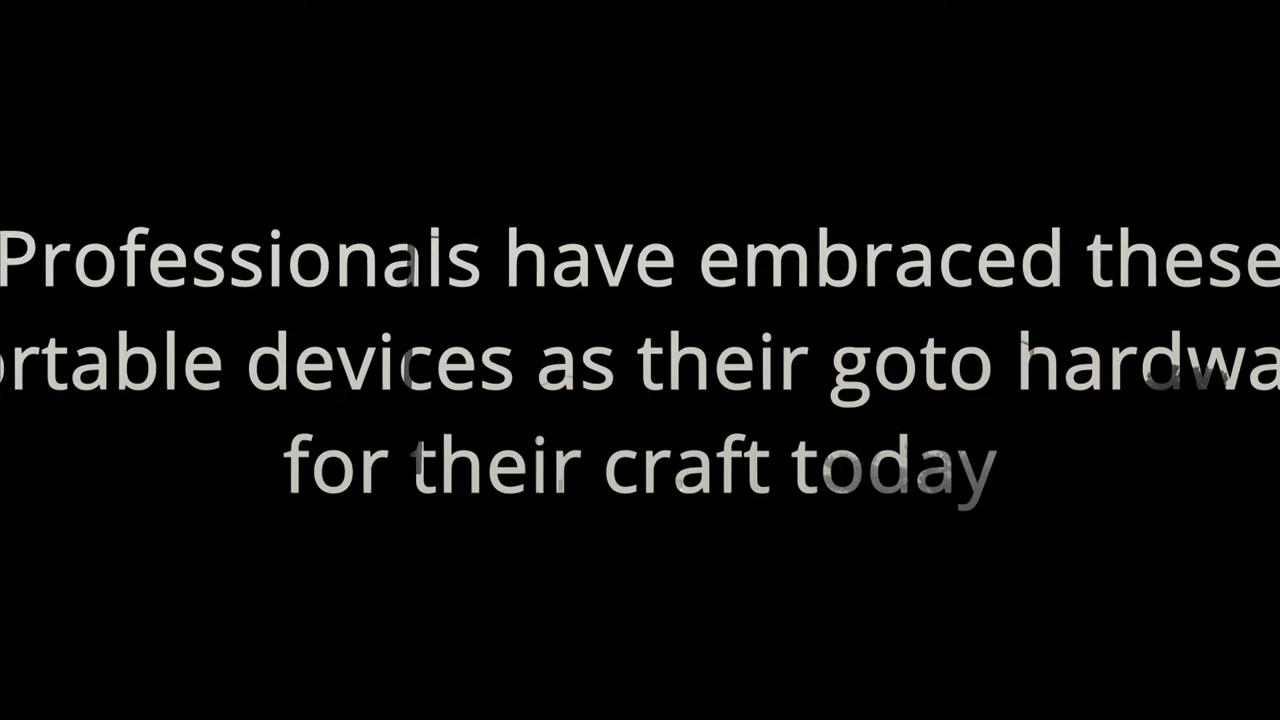 Professionals have embraced these
ortable devices as their goto hardwa
for their craft today